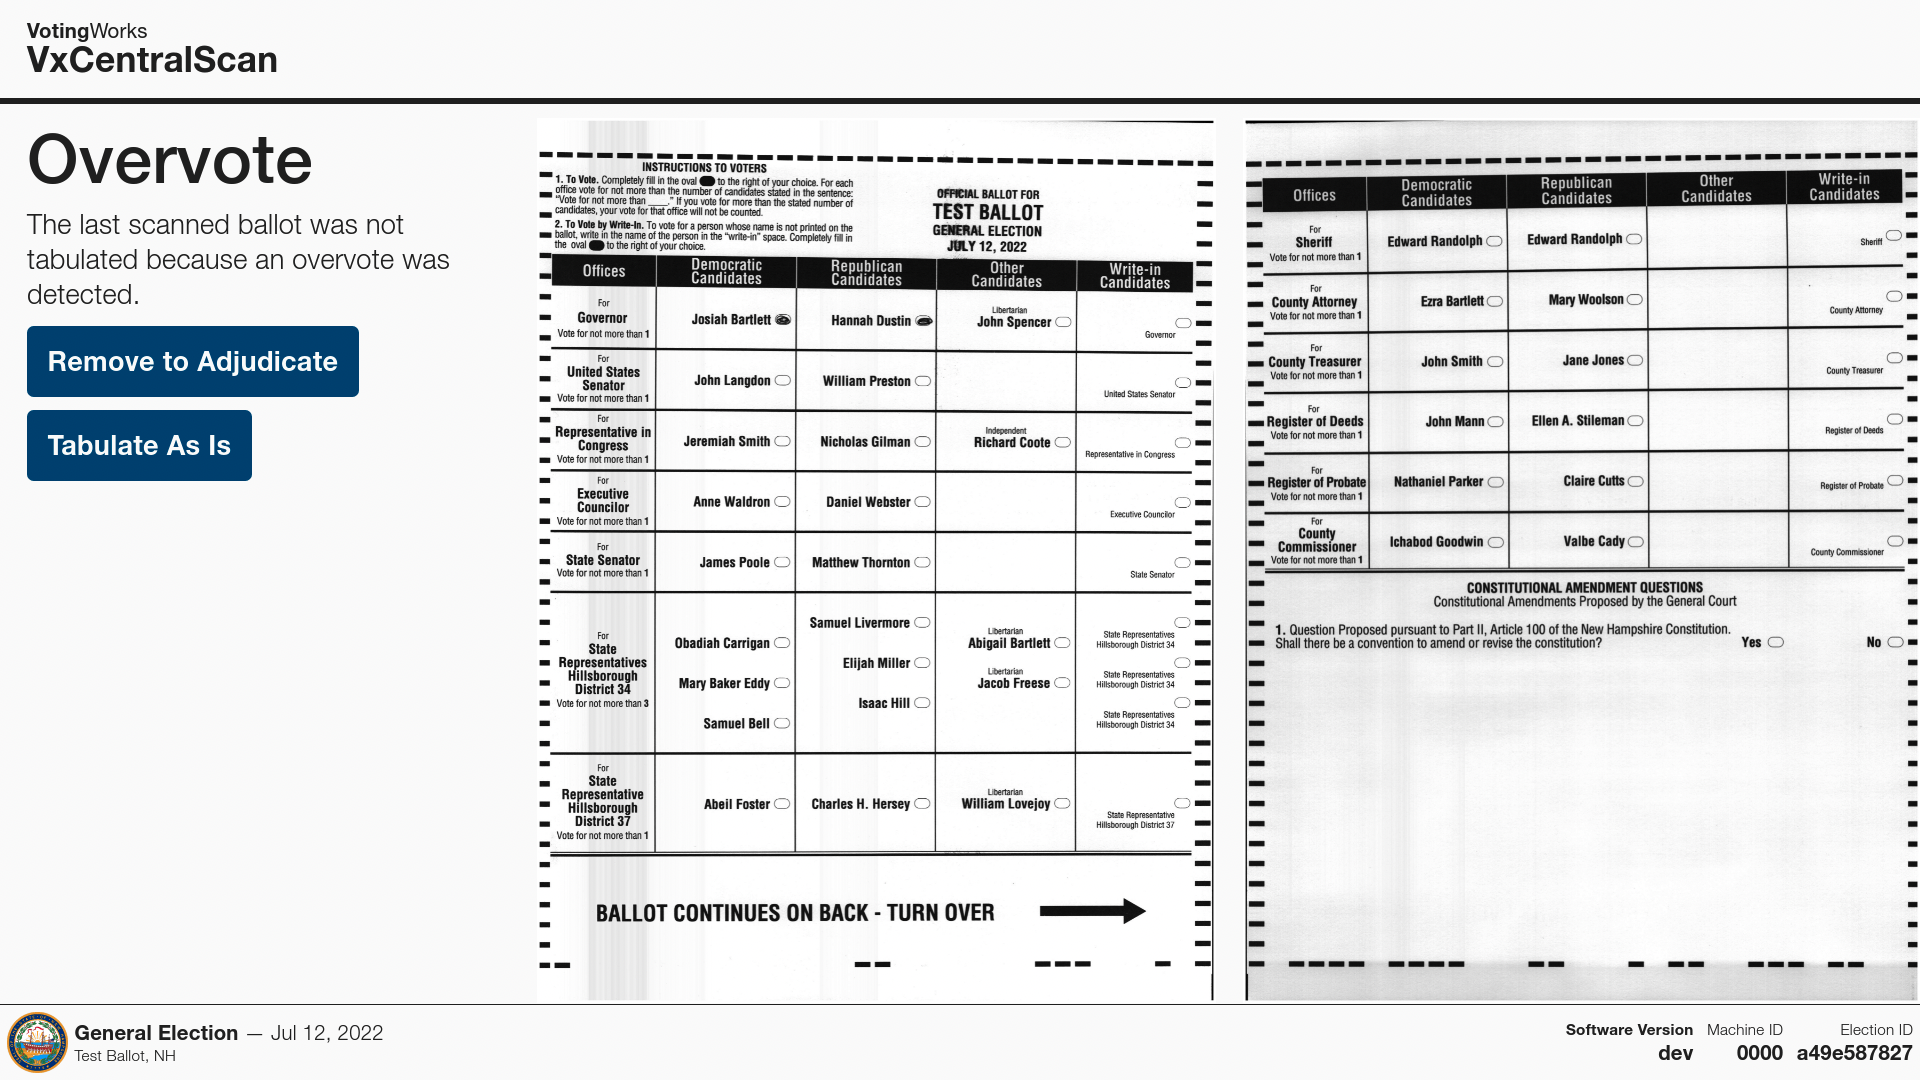 VotingWorks
VxCentralScan
Overvote
The last scanned ballot was not
tabulated because an overvote was
detected.
Remove to Adjudicate
Tabulate As Is
INSTRUCTIONS TO VOTERS
1. To Vote. Completely fill in the oval to the right of your choice. For each
office vote for not more than the number of candidates stated in the sentence:
"Vote for not more than ____." If you vote for more than the stated number of
candidates, your vote for that office will not be counted.
2. To Vote by Write-In. To vote for a person whose name is not printed on the
ballot, write in the name of the person in the "write-in" space. Completely fill in
the oval to the right of your choice.
OFFICIAL BALLOT FOR
TEST BALLOT
GENERAL ELECTION
JULY 12, 2022
Offices
Democratic
Candidates
Republican
Candidates
Other
Candidates
Write-in
Candidates
For
Governor
Vote for not more than 1
Josiah Bartlett
Hannah Dustin
Libertarian
John Spencer
Governor
For
United States
Senator
Vote for not more than 1
John Langdon
William Preston
United States Senator
For
Representative in
Congress
Vote for not more than 1
Jeremiah Smith
Nicholas Gilman
Independent
Richard Coote
Representative in Congress
For
Executive
Councilor
Vote for not more than 1
Anne Waldron
Daniel Webster
Executive Councilor
For
State Senator
Vote for not more than 1
James Poole
Matthew Thornton
State Senator
For
State
Representatives
Hillsborough
District 34
Vote for not more than 3
Obadiah Carrigan
Mary Baker Eddy
Samuel Bell
Samuel Livermore
Elijah Miller
Isaac Hill
Libertarian
Abigail Bartlett
Libertarian
Jacob Freese
State Representatives
Hillsborough District 34
State Representatives
Hillsborough District 34
State Representatives
Hillsborough District 34
For
State
Representative
Hillsborough
District 37
Vote for not more than 1
Abeil Foster
Charles H. Hersey
Libertarian
William Lovejoy
State Representative
Hillsborough District 37
BALLOT CONTINUES ON BACK - TURN OVER
Offices
Democratic
Candidates
Republican
Candidates
Other
Candidates
Write-in
Candidates
For
Sheriff
Vote for not more than 1
Edward Randolph
Edward Randolph
Sheriff
For
County Attorney
Vote for not more than 1
Ezra Bartlett
Mary Woolson
County Attorney
For
County Treasurer
Vote for not more than 1
John Smith
Jane Jones
County Treasurer
For
Register of Deeds
Vote for not more than 1
John Mann
Ellen A. Stileman
Register of Deeds
For
Register of Probate
Vote for not more than 1
Nathaniel Parker
Claire Cutts
Register of Probate
For
County
Commissioner
Vote for not more than 1
Ichabod Goodwin
Valbe Cady
County Commissioner
CONSTITUTIONAL AMENDMENT QUESTIONS
Constitutional Amendments Proposed by the General Court
1. Question Proposed pursuant to Part II, Article 100 of the New Hampshire Constitution.
Shall there be a convention to amend or revise the constitution?
Yes
No
General Election — Jul 12, 2022
Test Ballot, NH
Software Version
dev
Machine ID
0000
Election ID
a49e587827